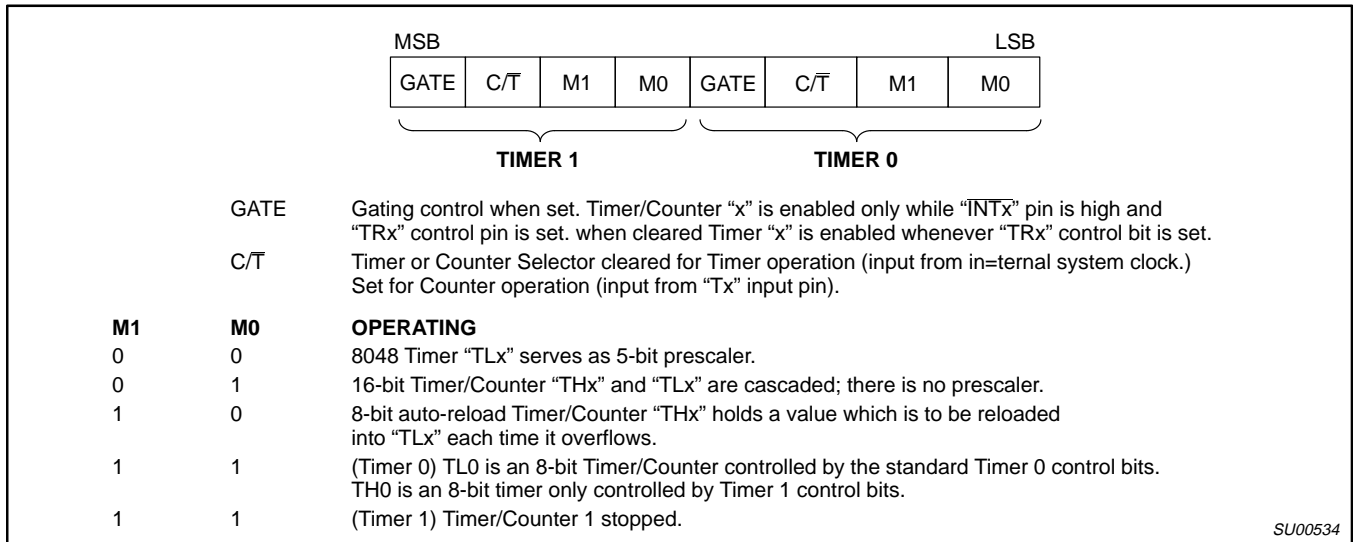 MSB LSB
GATE C/T̅ M1 M0 GATE C/T̅ M1 M0
TIMER 1 TIMER 0
GATE Gating control when set. Timer/Counter “x” is enabled only while “I̅N̅T̅x̅” pin is high and
“TRx” control pin is set. when cleared Timer “x” is enabled whenever “TRx” control bit is set.
C/T̅ Timer or Counter Selector cleared for Timer operation (input from in=ternal system clock.)
Set for Counter operation (input from “Tx” input pin).
M1 M0 OPERATING
0 0 8048 Timer “TLx” serves as 5-bit prescaler.
0 1 16-bit Timer/Counter “THx” and “TLx” are cascaded; there is no prescaler.
1 0 8-bit auto-reload Timer/Counter “THx” holds a value which is to be reloaded
into “TLx” each time it overflows.
1 1 (Timer 0) TL0 is an 8-bit Timer/Counter controlled by the standard Timer 0 control bits.
TH0 is an 8-bit timer only controlled by Timer 1 control bits.
1 1 (Timer 1) Timer/Counter 1 stopped.
SU00534